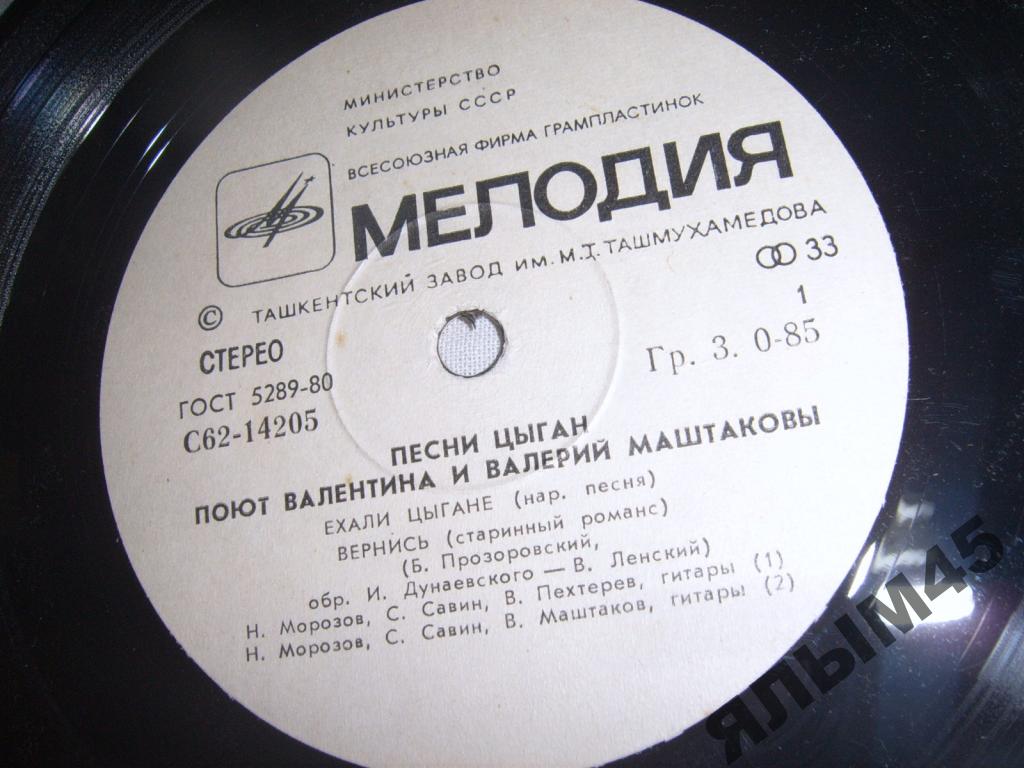 МИНИСТЕРСТВО
КУЛЬТУРЫ СССР
ВСЕСОЮЗНАЯ ФИРМА ГРАМПЛАСТИНОК
МЕЛОДИЯ
© ТАШКЕНТСКИЙ ЗАВОД ИМ. М.Т. ТАШМУХАМЕДОВА
СТЕРЕО
33
1
ГОСТ 5289-80
Гр. 3. 0-85
С62-14205
ПЕСНИ ЦЫГАН
ПОЮТ ВАЛЕНТИНА И ВАЛЕРИЙ МАШТАКОВЫ
ЕХАЛИ ЦЫГАНЕ (нар. песня)
ВЕРНИСЬ (старинный романс)
(Б. Прозоровский,
обр. И. Дунаевского — В. Ленский)
Н. Морозов, С. Савин, В. Пехтерев, гитары (1)
Н. Морозов, С. Савин, В. Маштаков, гитары (2)
ЯЛЫМ45